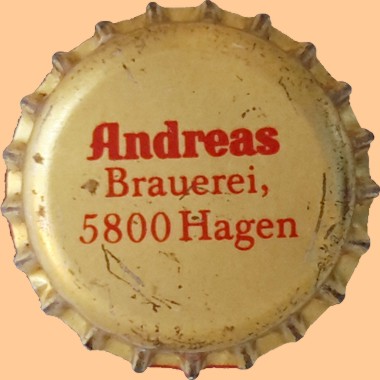 Andreas
Brauerei,
5800 Hagen